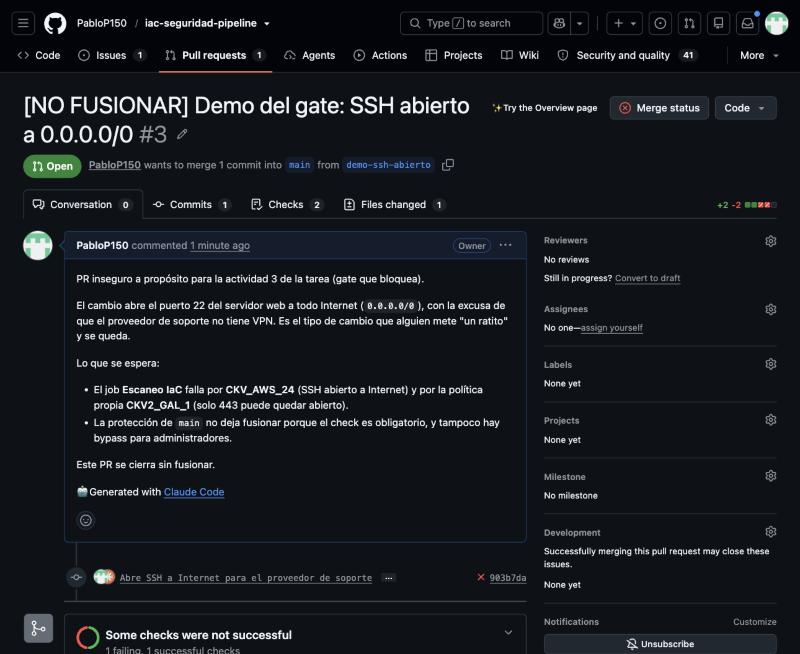 PabloP150 / iac-seguridad-pipeline
Type / to search
Code
Issues 1
Pull requests 1
Agents
Actions
Projects
Wiki
Security and quality 41
More
[NO FUSIONAR] Demo del gate: SSH abierto
a 0.0.0.0/0 #3
✨Try the Overview page
Merge status
Code
Open
PabloP150 wants to merge 1 commit into main from demo-ssh-abierto
Conversation 0
Commits 1
Checks 2
Files changed 1
+2 -2
PabloP150 commented 1 minute ago
Owner
PR inseguro a propósito para la actividad 3 de la tarea (gate que bloquea).
El cambio abre el puerto 22 del servidor web a todo Internet (0.0.0.0/0), con la excusa de
que el proveedor de soporte no tiene VPN. Es el tipo de cambio que alguien mete "un ratito"
y se queda.
Lo que se espera:
• El job Escaneo IaC falla por CKV_AWS_24 (SSH abierto a Internet) y por la política
propia CKV2_GAL_1 (solo 443 puede quedar abierto).
• La protección de main no deja fusionar porque el check es obligatorio, y tampoco hay
bypass para administradores.
Este PR se cierra sin fusionar.
🤖Generated with Claude Code
Abre SSH a Internet para el proveedor de soporte ...
903b7da
Some checks were not successful
1 failing, 1 successful checks
Reviewers
No reviews
Still in progress? Convert to draft
Assignees
No one—assign yourself
Labels
None yet
Projects
None yet
Milestone
No milestone
Development
Successfully merging this pull request may close these
issues.
None yet
Notifications
Customize
Unsubscribe